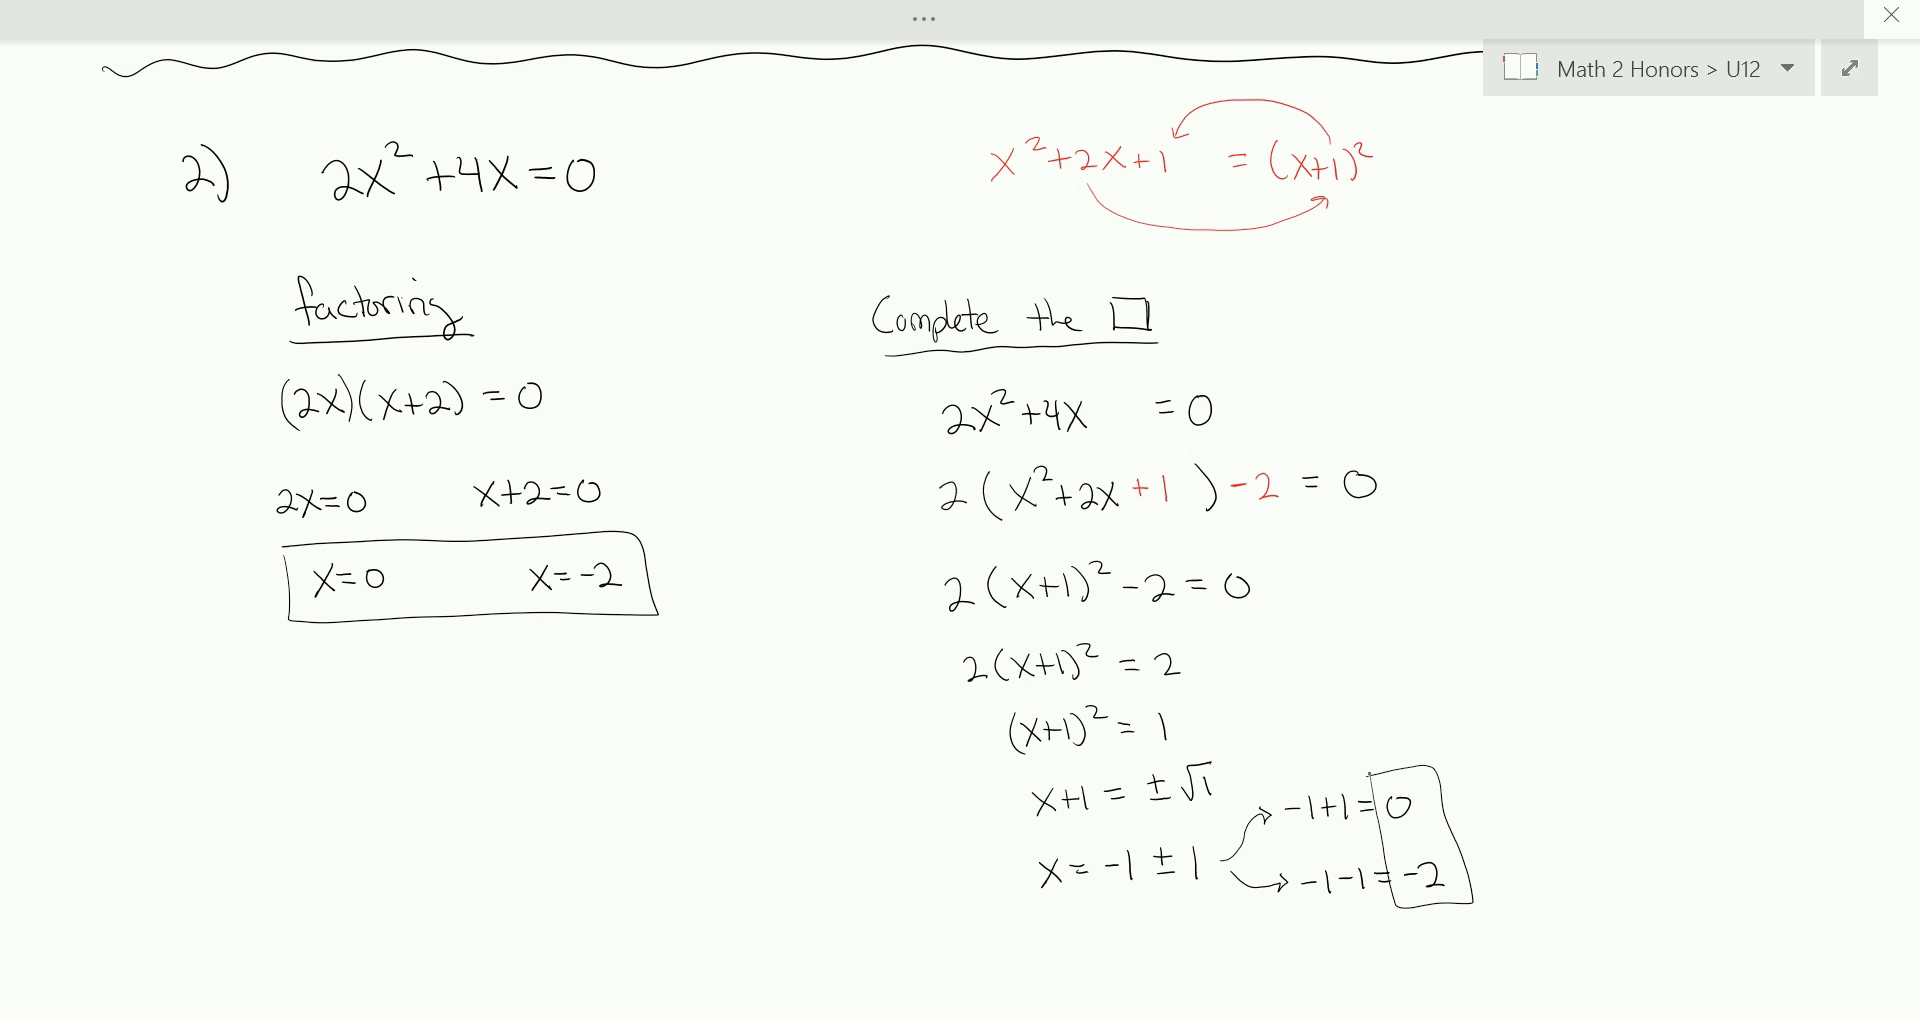 ...
Math 2 Honors > U12
2) 2x²+4x=0
x²+2x+1 = (x+1)²
factoring
(2x)(x+2) = 0
2x=0 x+2=0
x=0 x=-2
Complete the □
2x²+4x =0
2(x²+2x+1)-2 = 0
2(x+1)²-2=0
2(x+1)² = 2
(x+1)² = 1
x+1 = ±√1
x=-1±1
-1+1=0
-1-1=-2